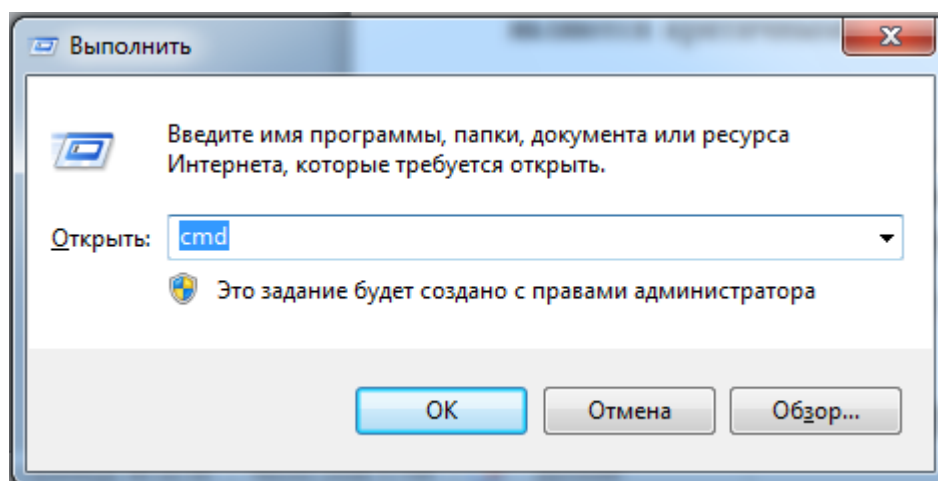 Выполнить
Введите имя программы, папки, документа или ресурса
Интернета, которые требуется открыть.
Открыть:
cmd
Это задание будет создано с правами администратора
ОК
Отмена
Обзор...